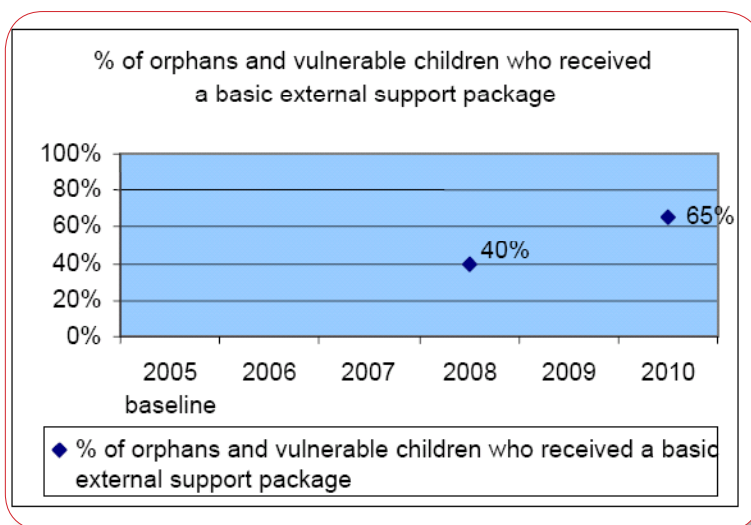 % of orphans and vulnerable children who received
a basic external support package
100%
80%
60%
40%
20%
0%
40%
65%
2005 2006 2007 2008 2009 2010
baseline
% of orphans and vulnerable children who received a basic
external support package